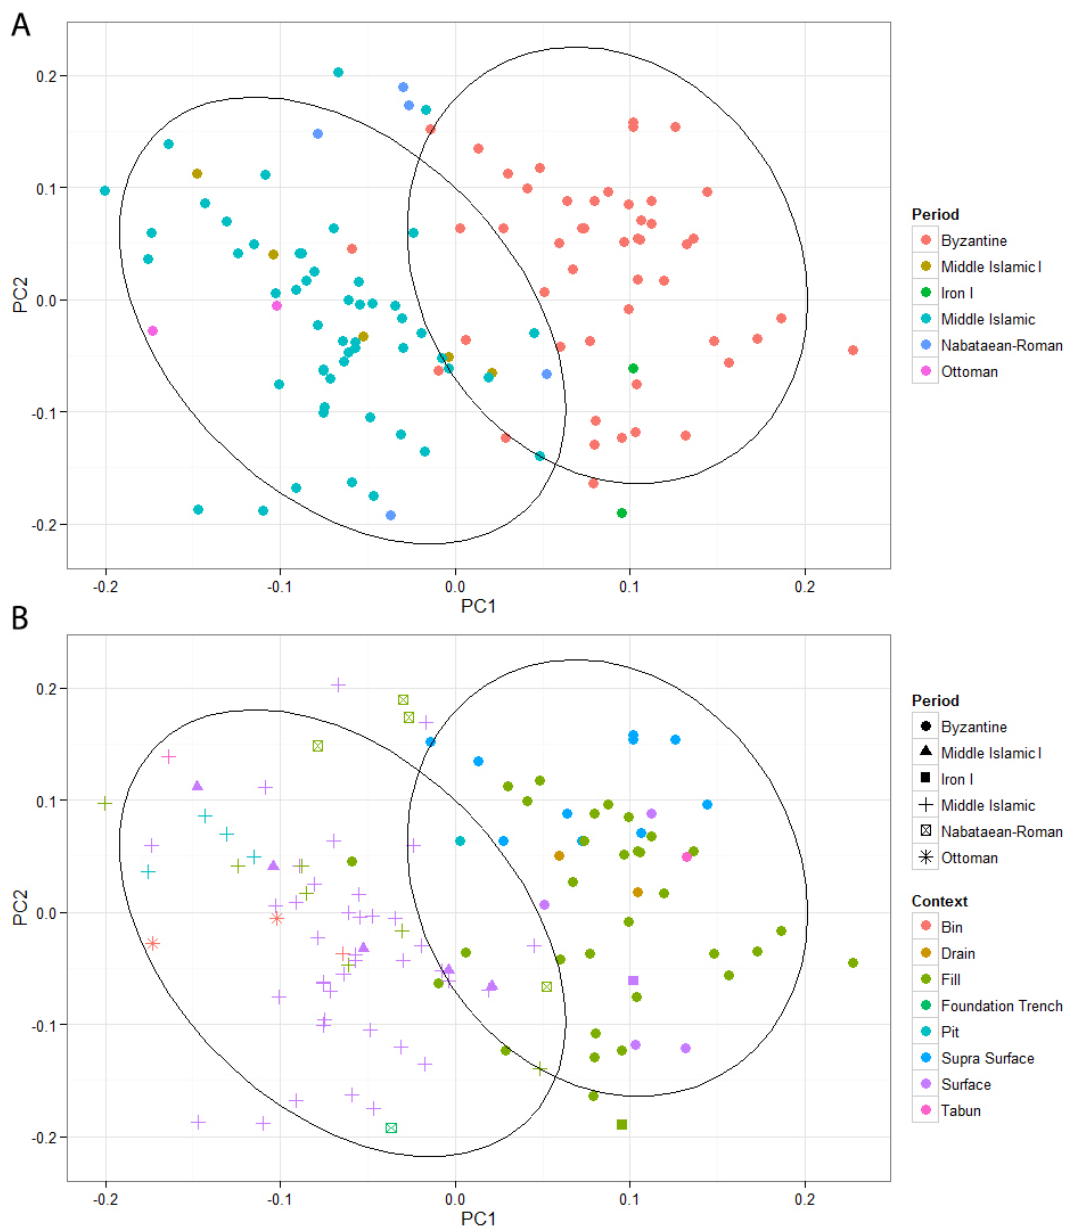 A
0.2
0.1
0.0
-0.1
-0.2
PC2
-0.2 -0.1 0.0 0.1 0.2
PC1
Period
Byzantine
Middle Islamic I
Iron I
Middle Islamic
Nabataean-Roman
Ottoman
B
0.2
0.1
0.0
-0.1
-0.2
PC2
-0.2 -0.1 0.0 0.1 0.2
PC1
Period
Byzantine
Middle Islamic I
Iron I
Middle Islamic
Nabataean-Roman
Ottoman
Context
Bin
Drain
Fill
Foundation Trench
Pit
Supra Surface
Surface
Tabun